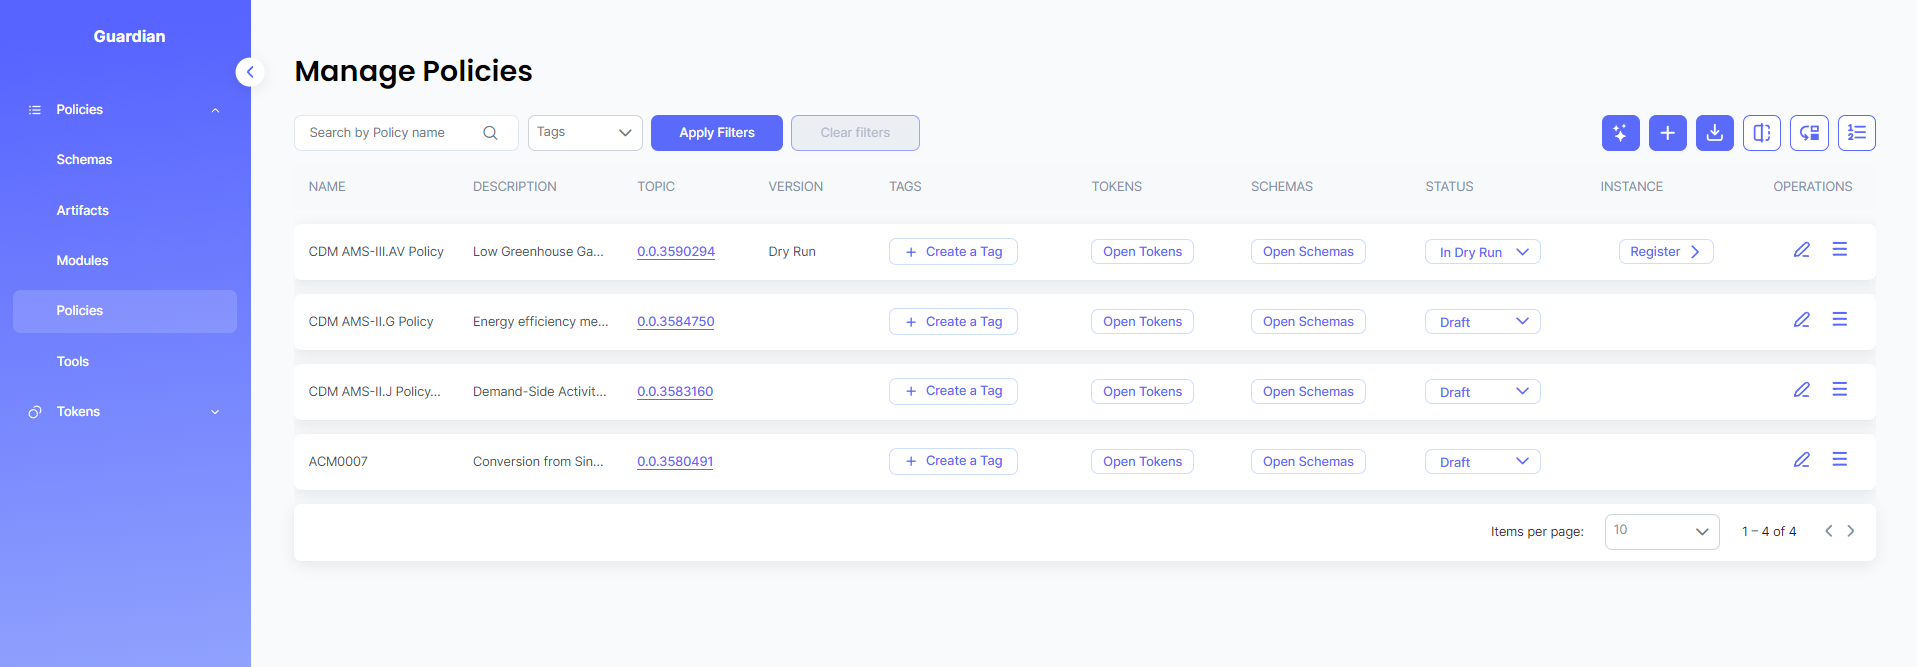 Guardian
Policies
Schemas
Artifacts
Modules
Policies
Tools
Tokens
Manage Policies
Search by Policy name Tags Apply Filters Clear filters
NAME DESCRIPTION TOPIC VERSION TAGS TOKENS SCHEMAS STATUS INSTANCE OPERATIONS
CDM AMS-III.AV Policy Low Greenhouse Ga... 0.0.3590294 Dry Run + Create a Tag Open Tokens Open Schemas In Dry Run Register
CDM AMS-II.G Policy Energy efficiency me... 0.0.3584750 + Create a Tag Open Tokens Open Schemas Draft
CDM AMS-II.J Policy... Demand-Side Activit... 0.0.3583160 + Create a Tag Open Tokens Open Schemas Draft
ACM0007 Conversion from Sin... 0.0.3580491 + Create a Tag Open Tokens Open Schemas Draft
Items per page: 10 1 – 4 of 4